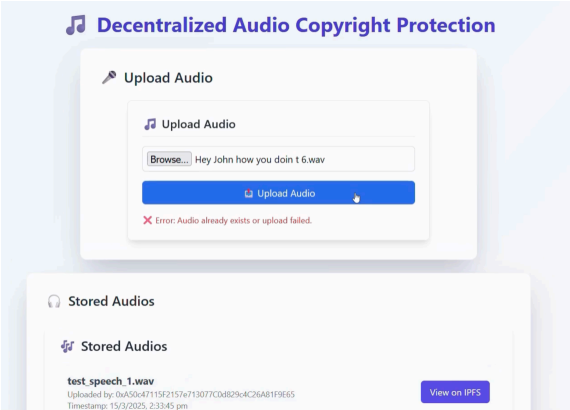 Decentralized Audio Copyright Protection
Upload Audio
Upload Audio
Browse... Hey John how you doin t 6.wav
Upload Audio
Error: Audio already exists or upload failed.
Stored Audios
Stored Audios
test_speech_1.wav
Uploaded by: 0xA50c47115F2157e713077C0d829c4C26A81F9E65
View on IPFS
Timestamp: 15/3/2025, 2:33:45 pm